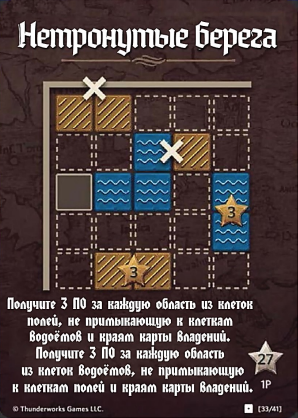 Нетронутые берега
3
3
Получите 3 ПО за каждую область из клеток
полей, не примыкающую к клеткам
водоёмов и краям карты владений.
Получите 3 ПО за каждую область
из клеток водоёмов, не примыкающую
к клеткам полей и краям карты владений.
27
1P
© Thunderworks Games LLC.
[33/41]